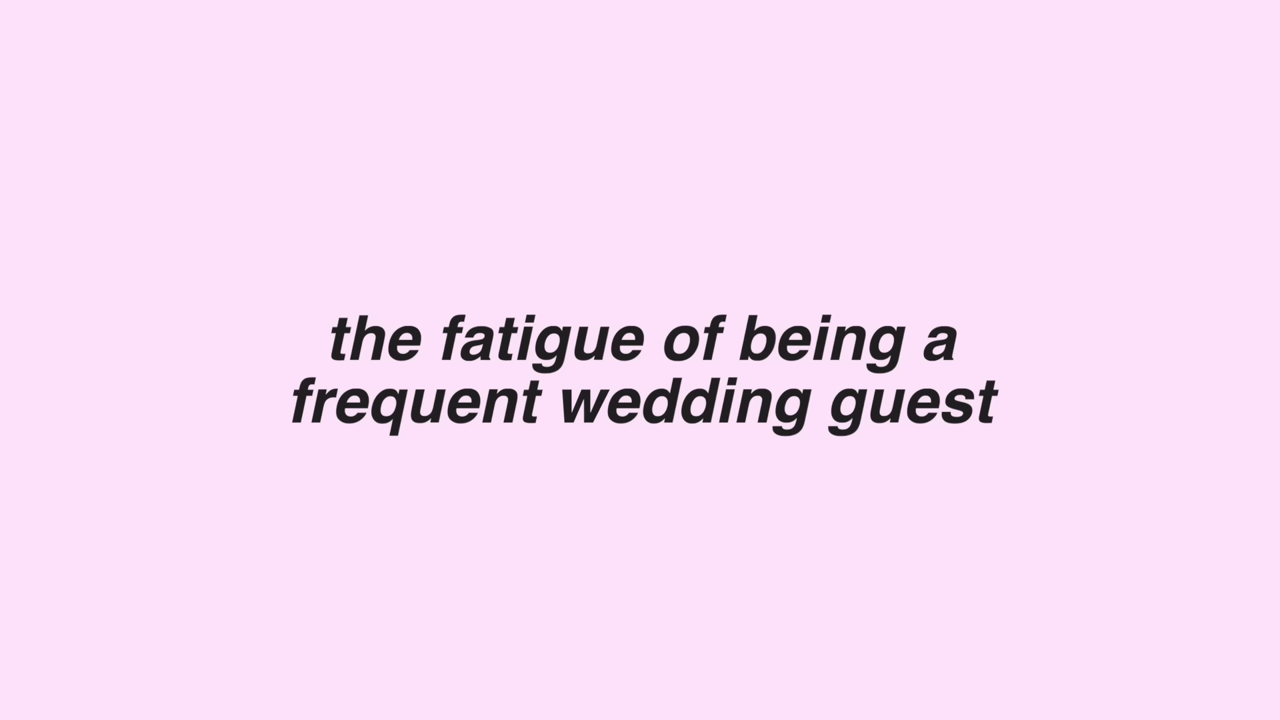 the fatigue of being a
frequent wedding guest